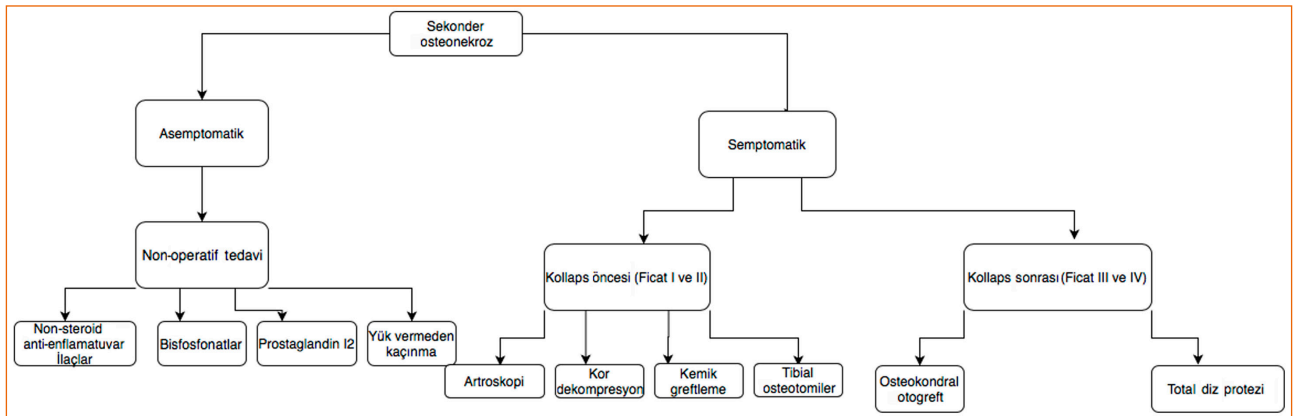 Sekonder
osteonekroz
Asemptomatik
Semptomatik
Non-operatif tedavi
Kollaps öncesi (Ficat I ve II)
Kollaps sonrası (Ficat III ve IV)
Non-steroid
anti-enflamatuvar
İlaçlar
Bisfosfonatlar
Prostaglandin I2
Yük vermeden
kaçınma
Artroskopi
Kor
dekompresyon
Kemik
greftleme
Tibial
osteotomiler
Osteokondral
otogreft
Total diz protezi